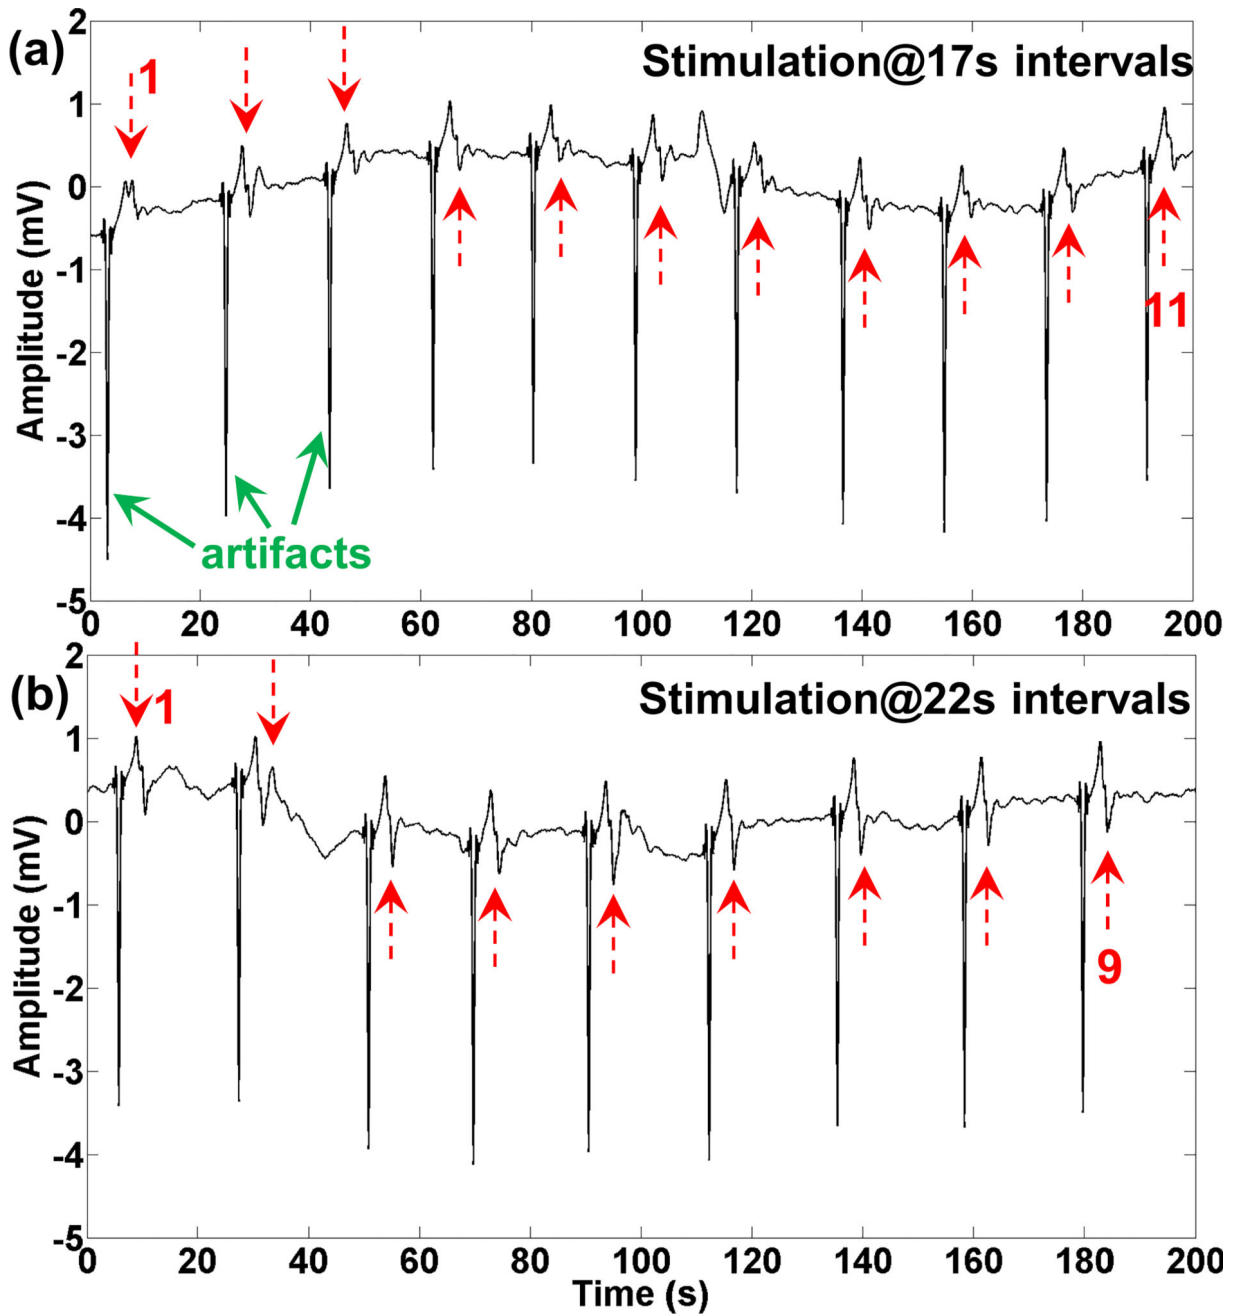 (a)
Stimulation@17s intervals
1
11
artifacts
Amplitude (mV)
2
1
0
-1
-2
-3
-4
-5
0 20 40 60 80 100 120 140 160 180 200
(b)
Stimulation@22s intervals
1
9
Amplitude (mV)
2
1
0
-1
-2
-3
-4
-5
0 20 40 60 80 100 120 140 160 180 200
Time (s)